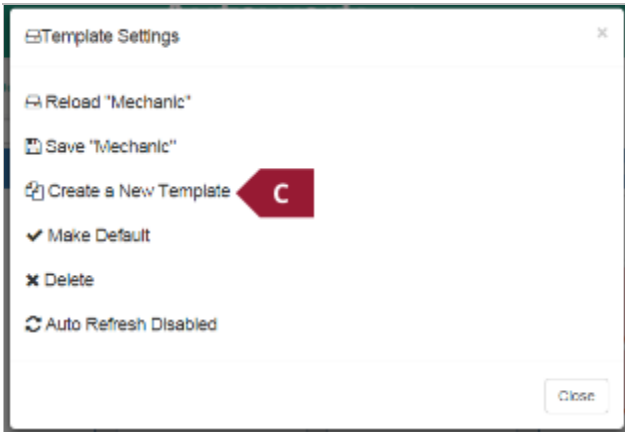 Template Settings
×
Reload "Mechanic"
Save "Mechanic"
Create a New Template
C
Make Default
Delete
Auto Refresh Disabled
Close